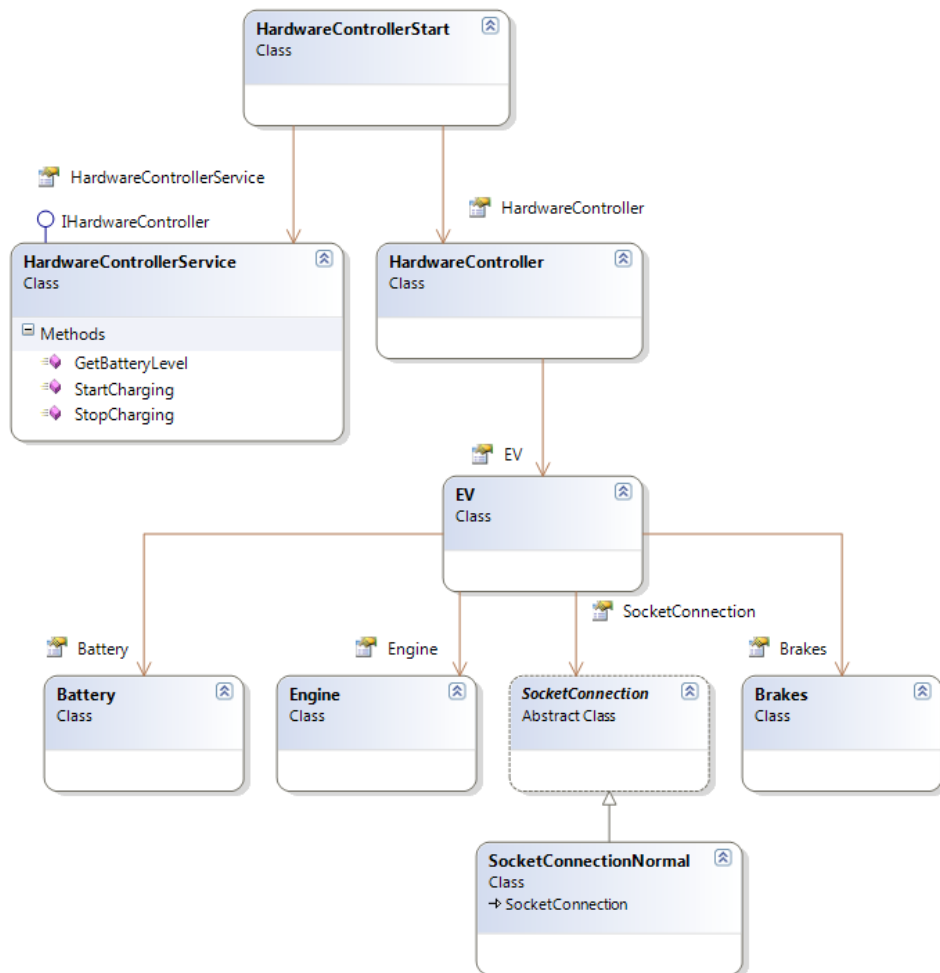 HardwareControllerStart
Class
HardwareControllerService
HardwareController
IHardwareController
HardwareControllerService
Class
Methods
GetBatteryLevel
StartCharging
StopCharging
HardwareController
Class
EV
EV
Class
SocketConnection
Battery
Engine
Brakes
Battery
Class
Engine
Class
SocketConnection
Abstract Class
Brakes
Class
SocketConnectionNormal
Class
SocketConnection